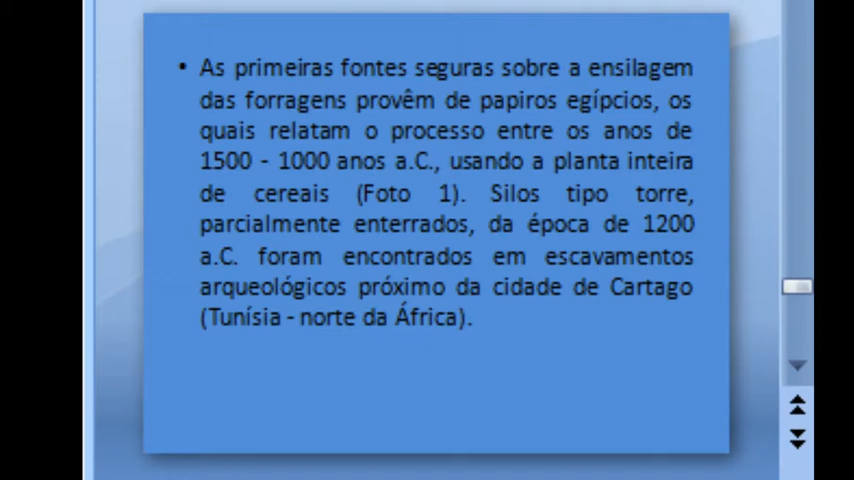 • As primeiras fontes seguras sobre a ensilagem
das forragens provêm de papiros egípcios, os
quais relatam o processo entre os anos de
1500 - 1000 anos a.C., usando a planta inteira
de cereais (Foto 1). Silos tipo torre,
parcialmente enterrados, da época de 1200
a.C. foram encontrados em escavamentos
arqueológicos próximo da cidade de Cartago
(Tunísia - norte da África).